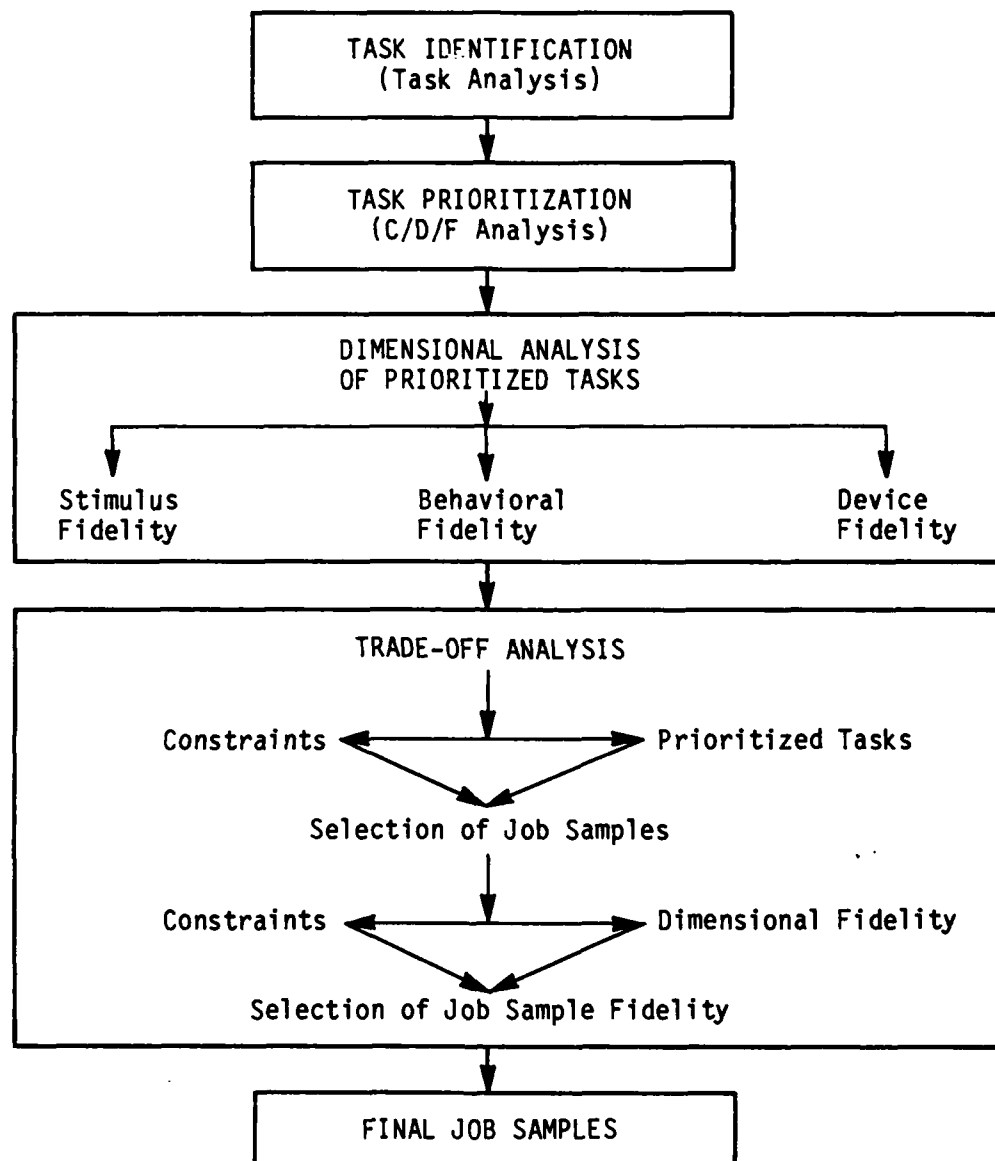 TASK IDENTIFICATION
(Task Analysis)
TASK PRIORITIZATION
(C/D/F Analysis)
DIMENSIONAL ANALYSIS
OF PRIORITIZED TASKS
Stimulus
Fidelity
Behavioral
Fidelity
Device
Fidelity
TRADE-OFF ANALYSIS
Constraints
Prioritized Tasks
Selection of Job Samples
Constraints
Dimensional Fidelity
Selection of Job Sample Fidelity
FINAL JOB SAMPLES